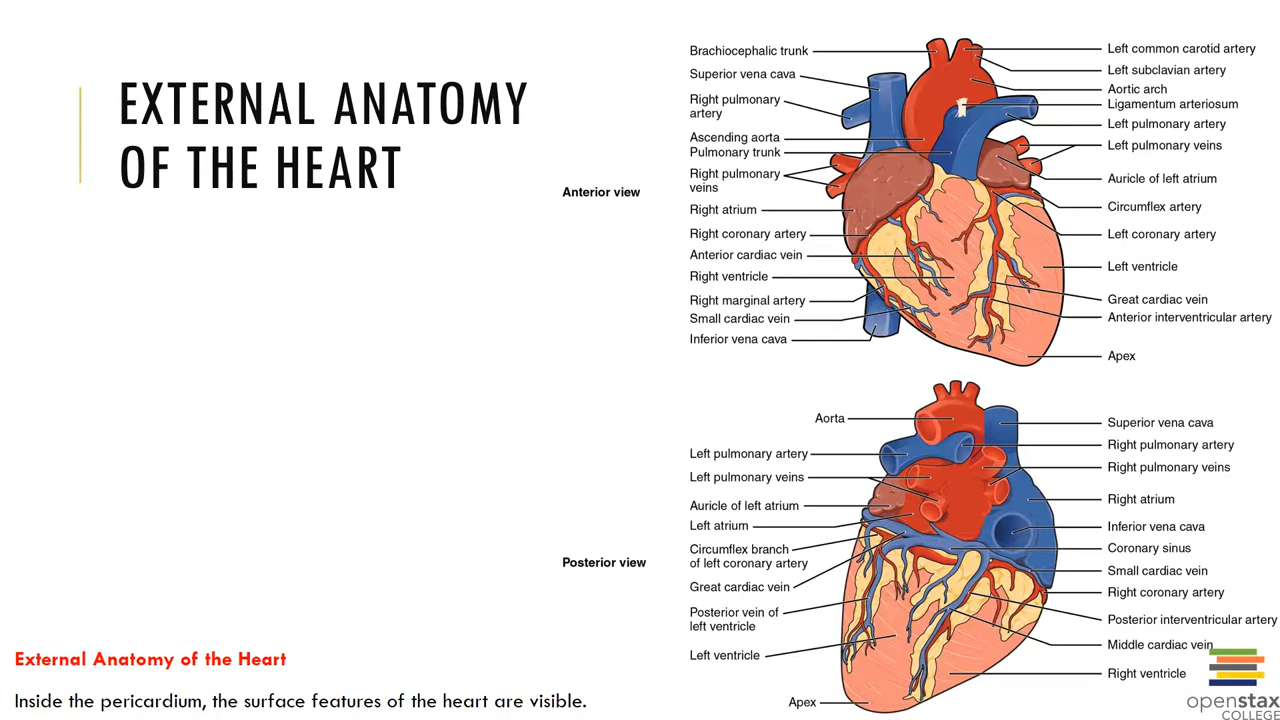 EXTERNAL ANATOMY
OF THE HEART
Anterior view
Brachiocephalic trunk
Superior vena cava
Right pulmonary
artery
Ascending aorta
Pulmonary trunk
Right pulmonary
veins
Right atrium
Right coronary artery
Anterior cardiac vein
Right ventricle
Right marginal artery
Small cardiac vein
Inferior vena cava
Left common carotid artery
Left subclavian artery
Aortic arch
Ligamentum arteriosum
Left pulmonary artery
Left pulmonary veins
Auricle of left atrium
Circumflex artery
Left coronary artery
Left ventricle
Great cardiac vein
Anterior interventricular artery
Apex
Posterior view
Aorta
Left pulmonary artery
Left pulmonary veins
Auricle of left atrium
Left atrium
Circumflex branch
of left coronary artery
Great cardiac vein
Posterior vein of
left ventricle
Left ventricle
Apex
Superior vena cava
Right pulmonary artery
Right pulmonary veins
Right atrium
Inferior vena cava
Coronary sinus
Small cardiac vein
Right coronary artery
Posterior interventricular artery
Middle cardiac vein
Right ventricle
External Anatomy of the Heart
Inside the pericardium, the surface features of the heart are visible.
openstax
COLLEGE